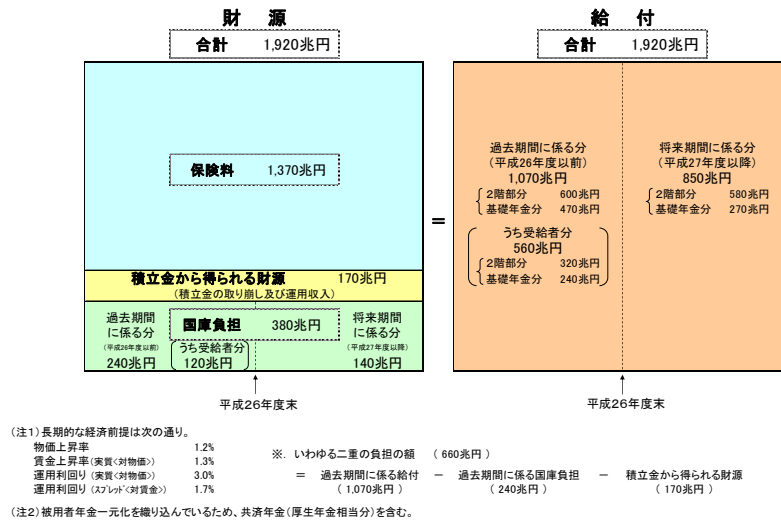 財　源
合計　1,920兆円
保険料　1,370兆円
積立金から得られる財源　170兆円
(積立金の取り崩し及び運用収入)
過去期間
に係る分
(平成26年度以前)
240兆円
国庫負担　380兆円
うち受給者分
120兆円
将来期間
に係る分
(平成27年度以降)
140兆円
平成26年度末
＝
給　付
合計　1,920兆円
過去期間に係る分
(平成26年度以前)
1,070兆円
2階部分　600兆円
基礎年金分　470兆円
うち受給者分
560兆円
2階部分　320兆円
基礎年金分　240兆円
将来期間に係る分
(平成27年度以降)
850兆円
2階部分　580兆円
基礎年金分　270兆円
平成26年度末
(注1)長期的な経済前提は次の通り。
物価上昇率　1.2%
賃金上昇率(実質<対物価>)　1.3%
運用利回り(実質<対物価>)　3.0%
運用利回り(スプレッド<対賃金>)　1.7%
※. いわゆる二重の負担の額　( 660兆円 )
＝　過去期間に係る給付　－　過去期間に係る国庫負担　－　積立金から得られる財源
( 1,070兆円 )　( 240兆円 )　( 170兆円 )
(注2)被用者年金一元化を織り込んでいるため、共済年金(厚生年金相当分)を含む。